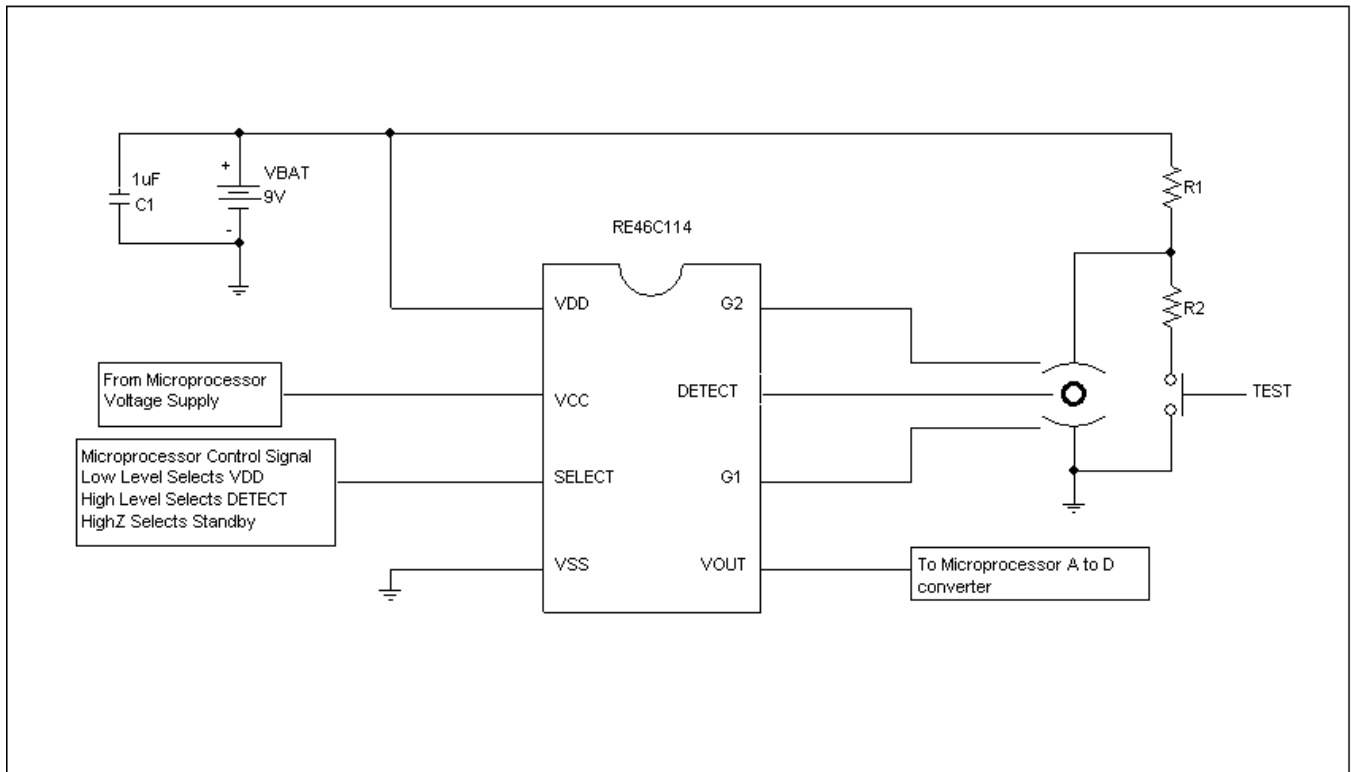 1uF
C1
+
VBAT
9V
-
RE46C114
R1
R2
VDD
G2
From Microprocessor
Voltage Supply
VCC
DETECT
TEST
Microprocessor Control Signal
Low Level Selects VDD
High Level Selects DETECT
HighZ Selects Standby
SELECT
G1
VSS
VOUT
To Microprocessor A to D
converter